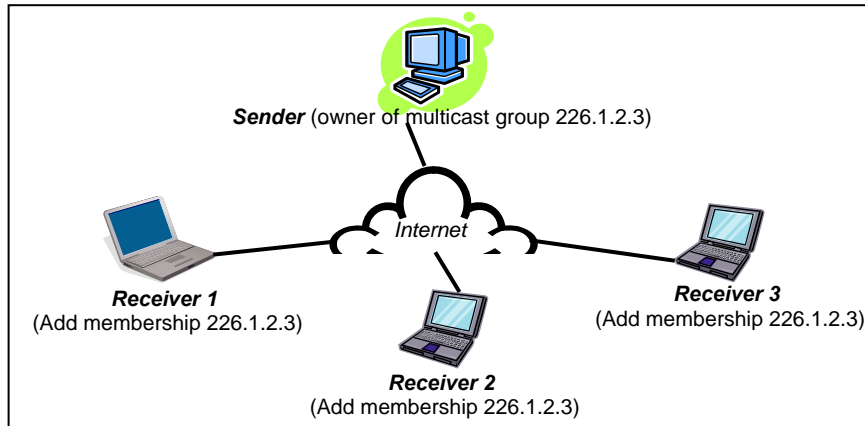 Sender (owner of multicast group 226.1.2.3)
Internet
Receiver 1
(Add membership 226.1.2.3)
Receiver 2
(Add membership 226.1.2.3)
Receiver 3
(Add membership 226.1.2.3)